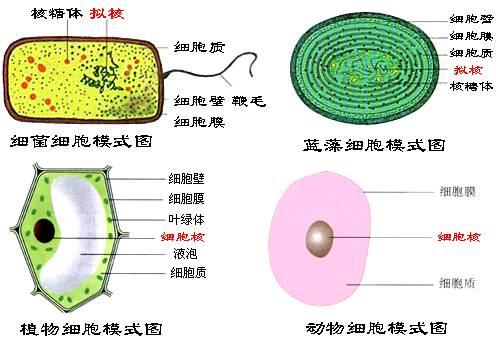 核糖体 拟核
细胞质
细胞壁 鞭毛
细胞膜
细菌细胞模式图
细胞壁
细胞膜
细胞质
拟核
核糖体
蓝藻细胞模式图
细胞壁
细胞膜
叶绿体
细胞核
液泡
细胞质
植物细胞模式图
细胞膜
细胞核
细胞质
动物细胞模式图